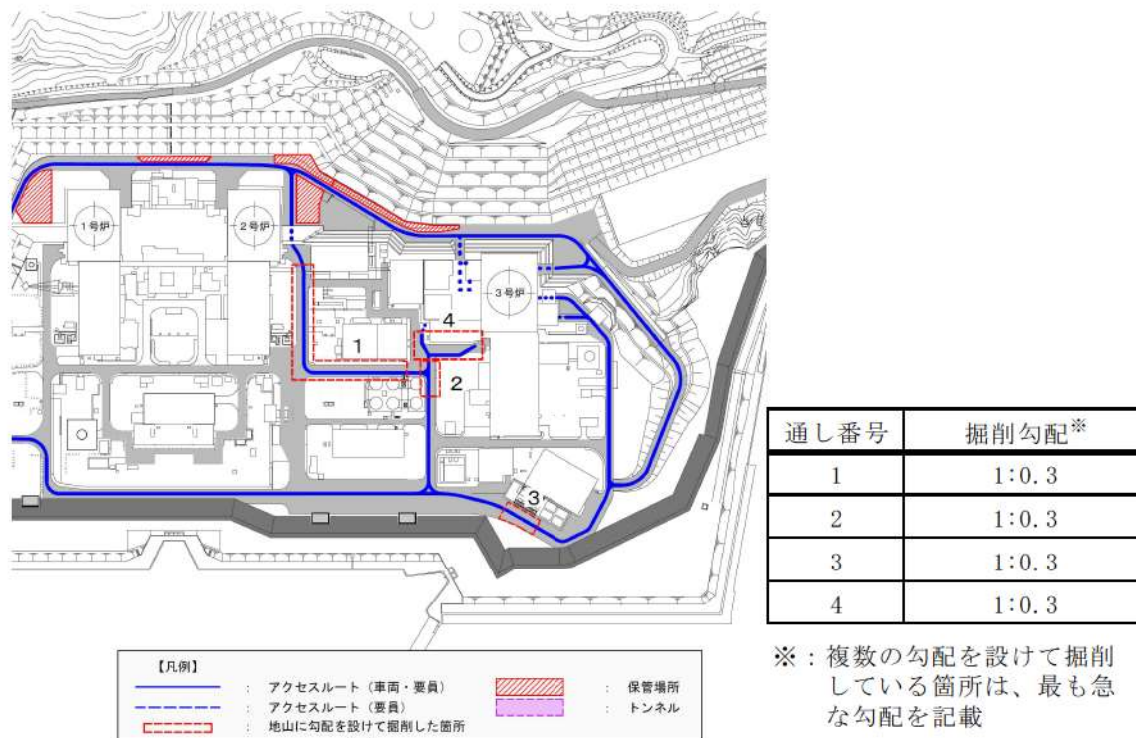 1号炉
2号炉
3号炉
4
1
2
3
通し番号 掘削勾配※
1 1:0.3
2 1:0.3
3 1:0.3
4 1:0.3
※：複数の勾配を設けて掘削
している箇所は、最も急
な勾配を記載
【凡例】
： アクセスルート（車両・要員） ： 保管場所
： アクセスルート（要員） ： トンネル
： 地山に勾配を設けて掘削した箇所